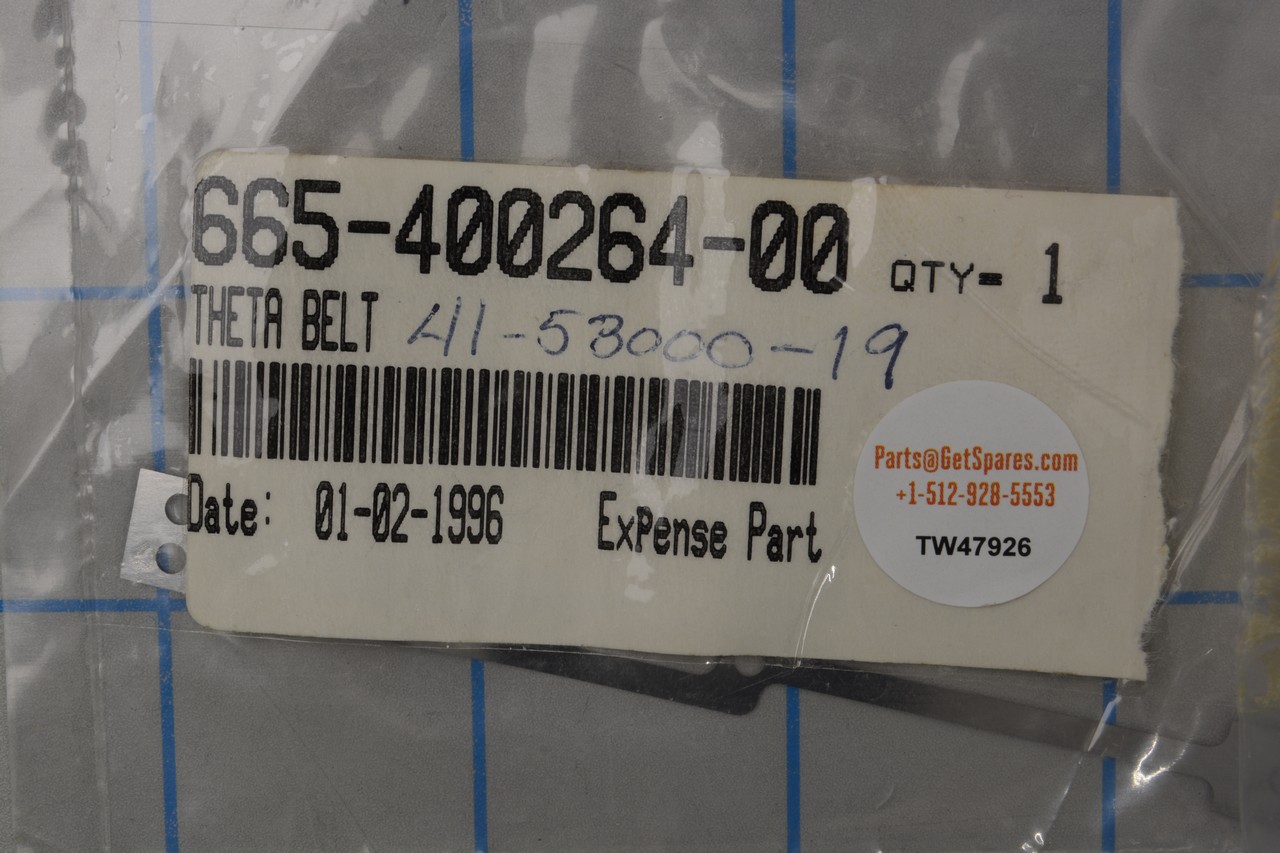 665-400264-00 QTY= 1
THETA BELT 41-53000-19
Date: 01-02-1996 Expense Part
Parts@GetSpares.com
+1-512-928-5553
TW47926